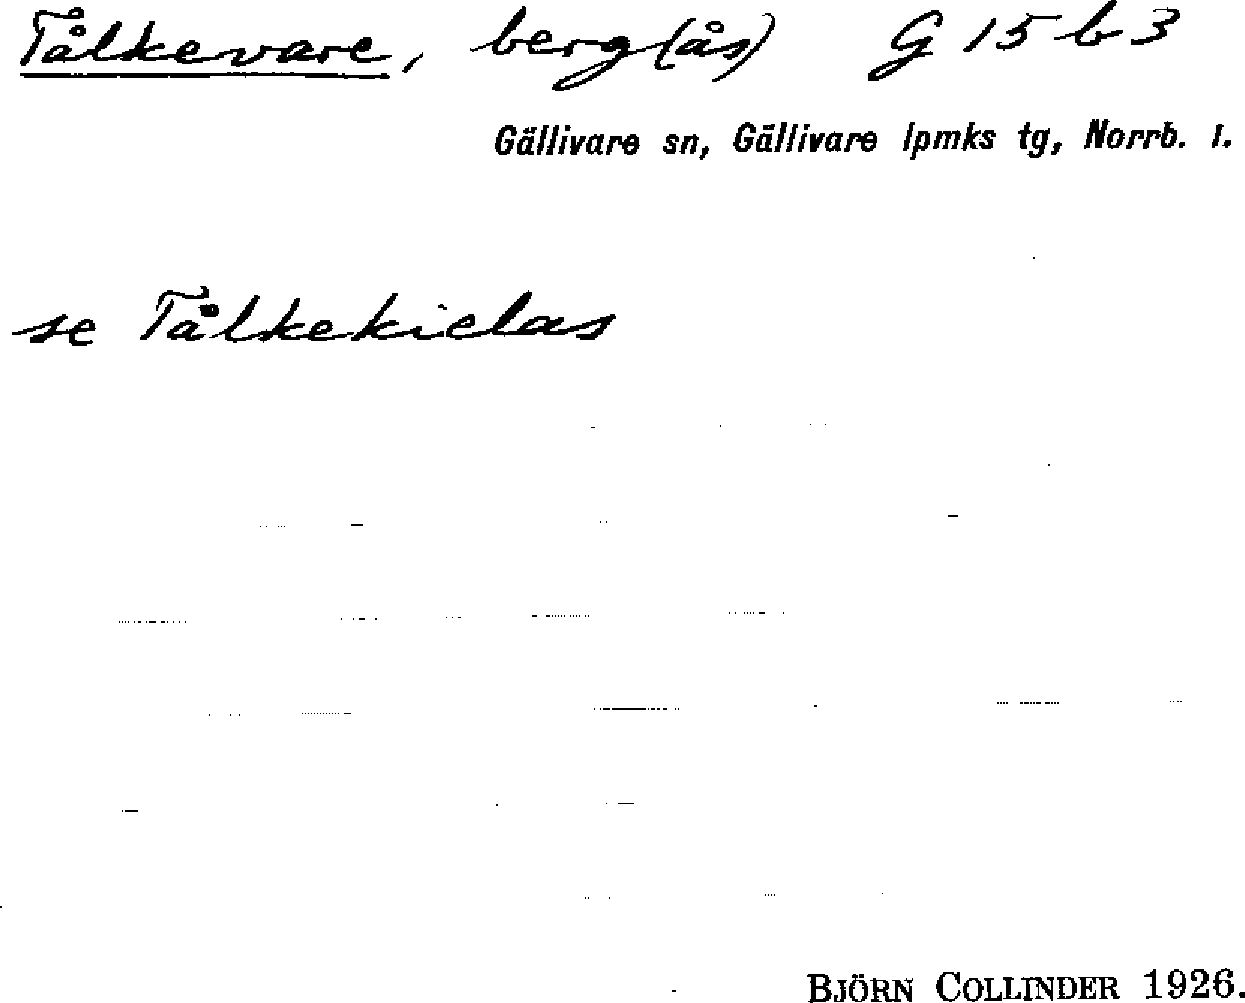 Tålkevare, berg(ås) G 15 b 3
Gällivare sn, Gällivare lpmks tg, Norrb. l.
se Tålkekielas
BJÖRN COLLINDER 1926.